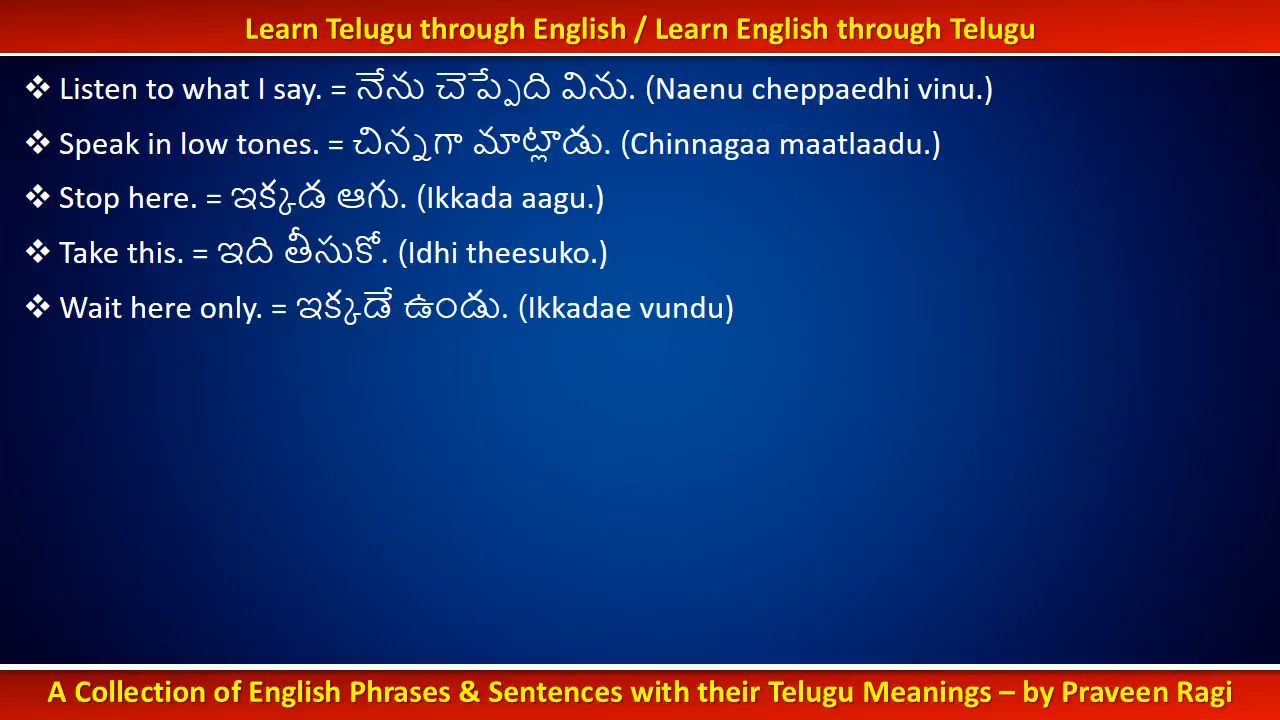 Learn Telugu through English / Learn English through Telugu
❖ Listen to what I say. = నేను చెప్పేది విను. (Naenu cheppaedhi vinu.)
❖ Speak in low tones. = చిన్నగా మాట్లాడు. (Chinnagaa maatlaadu.)
❖ Stop here. = ఇక్కడ ఆగు. (Ikkada aagu.)
❖ Take this. = ఇది తీసుకో. (Idhi theesuko.)
❖ Wait here only. = ఇక్కడే ఉండు. (Ikkadae vundu)
A Collection of English Phrases & Sentences with their Telugu Meanings – by Praveen Ragi